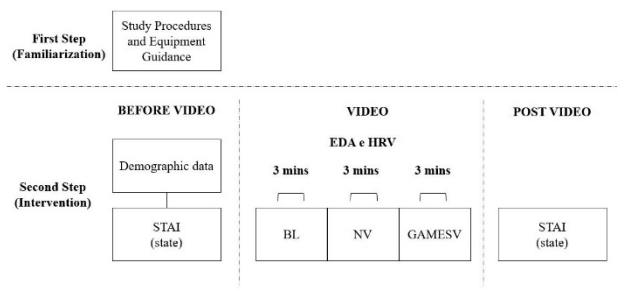 First Step
(Familiarization)
Study Procedures
and Equipment
Guidance
BEFORE VIDEO
VIDEO
POST VIDEO
EDA e HRV
3 mins
3 mins
3 mins
Second Step
(Intervention)
Demographic data
STAI
(state)
BL
NV
GAMESV
STAI
(state)